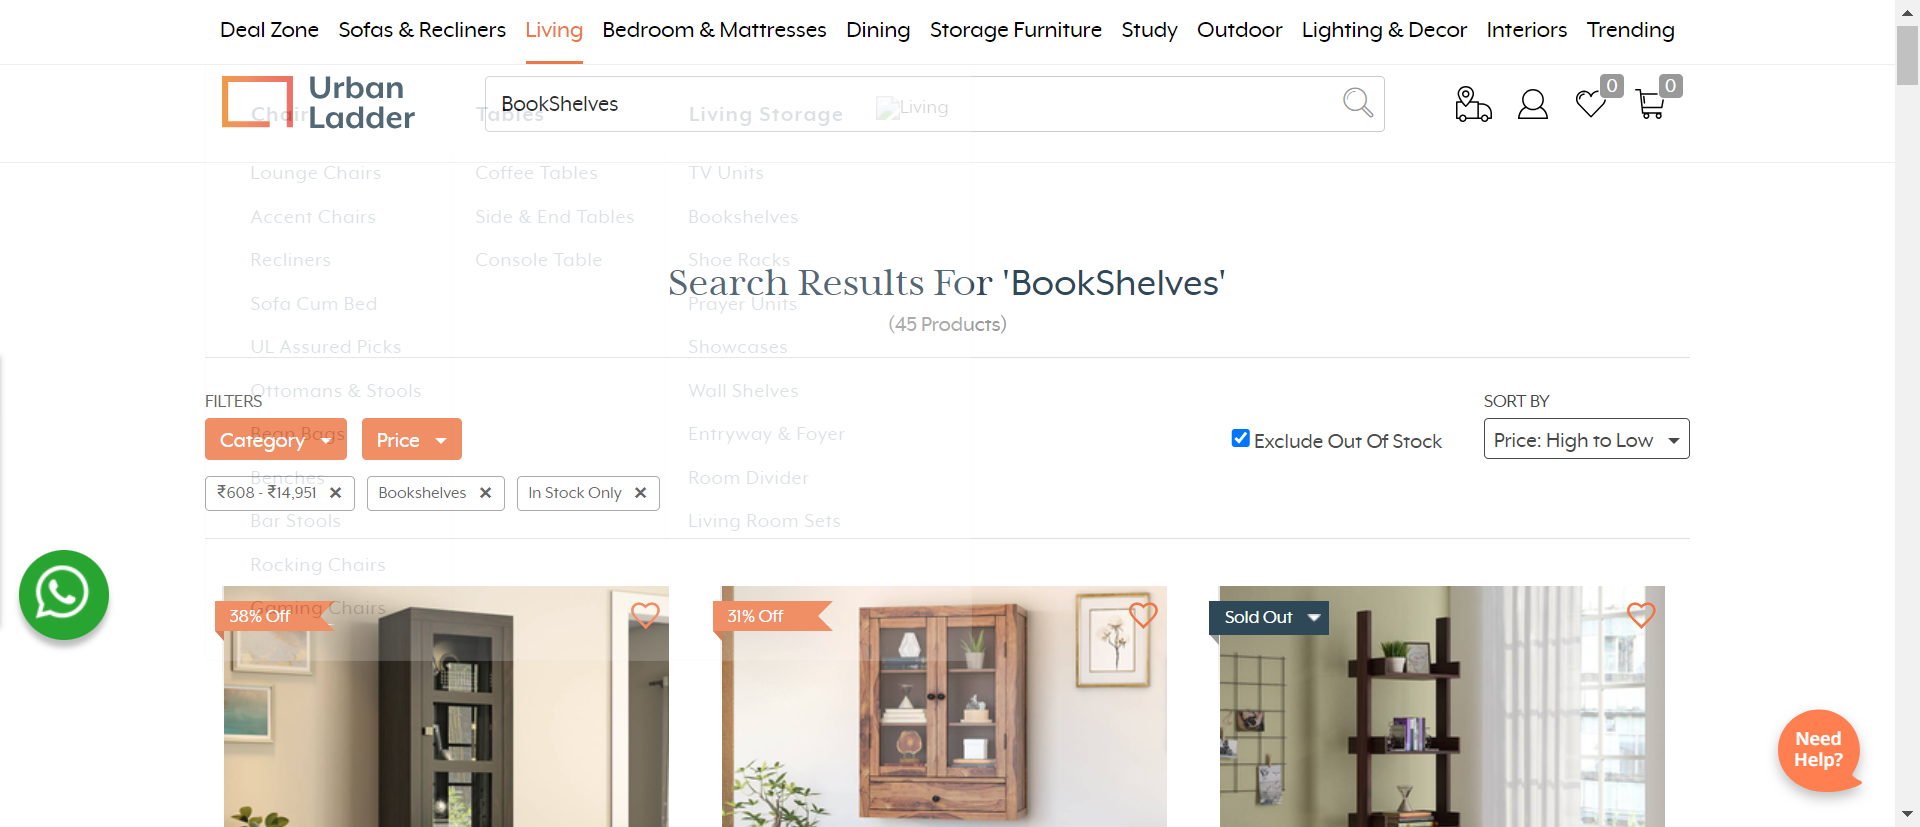 Deal Zone Sofas & Recliners Living Bedroom & Mattresses Dining Storage Furniture Study Outdoor Lighting & Decor Interiors Trending
Urban
Ladder
BookShelves
0
0
Chairs Tables Living Storage Living
Lounge Chairs Coffee Tables TV Units
Accent Chairs Side & End Tables Bookshelves
Recliners Console Table Shoe Racks
Search Results For 'BookShelves'
Sofa Cum Bed Prayer Units
(45 Products)
UL Assured Picks Showcases
Ottomans & Stools Wall Shelves
FILTERS
SORT BY
Bean Bags Entryway & Foyer
Category Price
Exclude Out Of Stock Price: High to Low
Benches Room Divider
₹608 - ₹14,951 × Bookshelves × In Stock Only ×
Bar Stools Living Room Sets
Rocking Chairs
Gaming Chairs
38% Off 31% Off Sold Out
Need
Help?